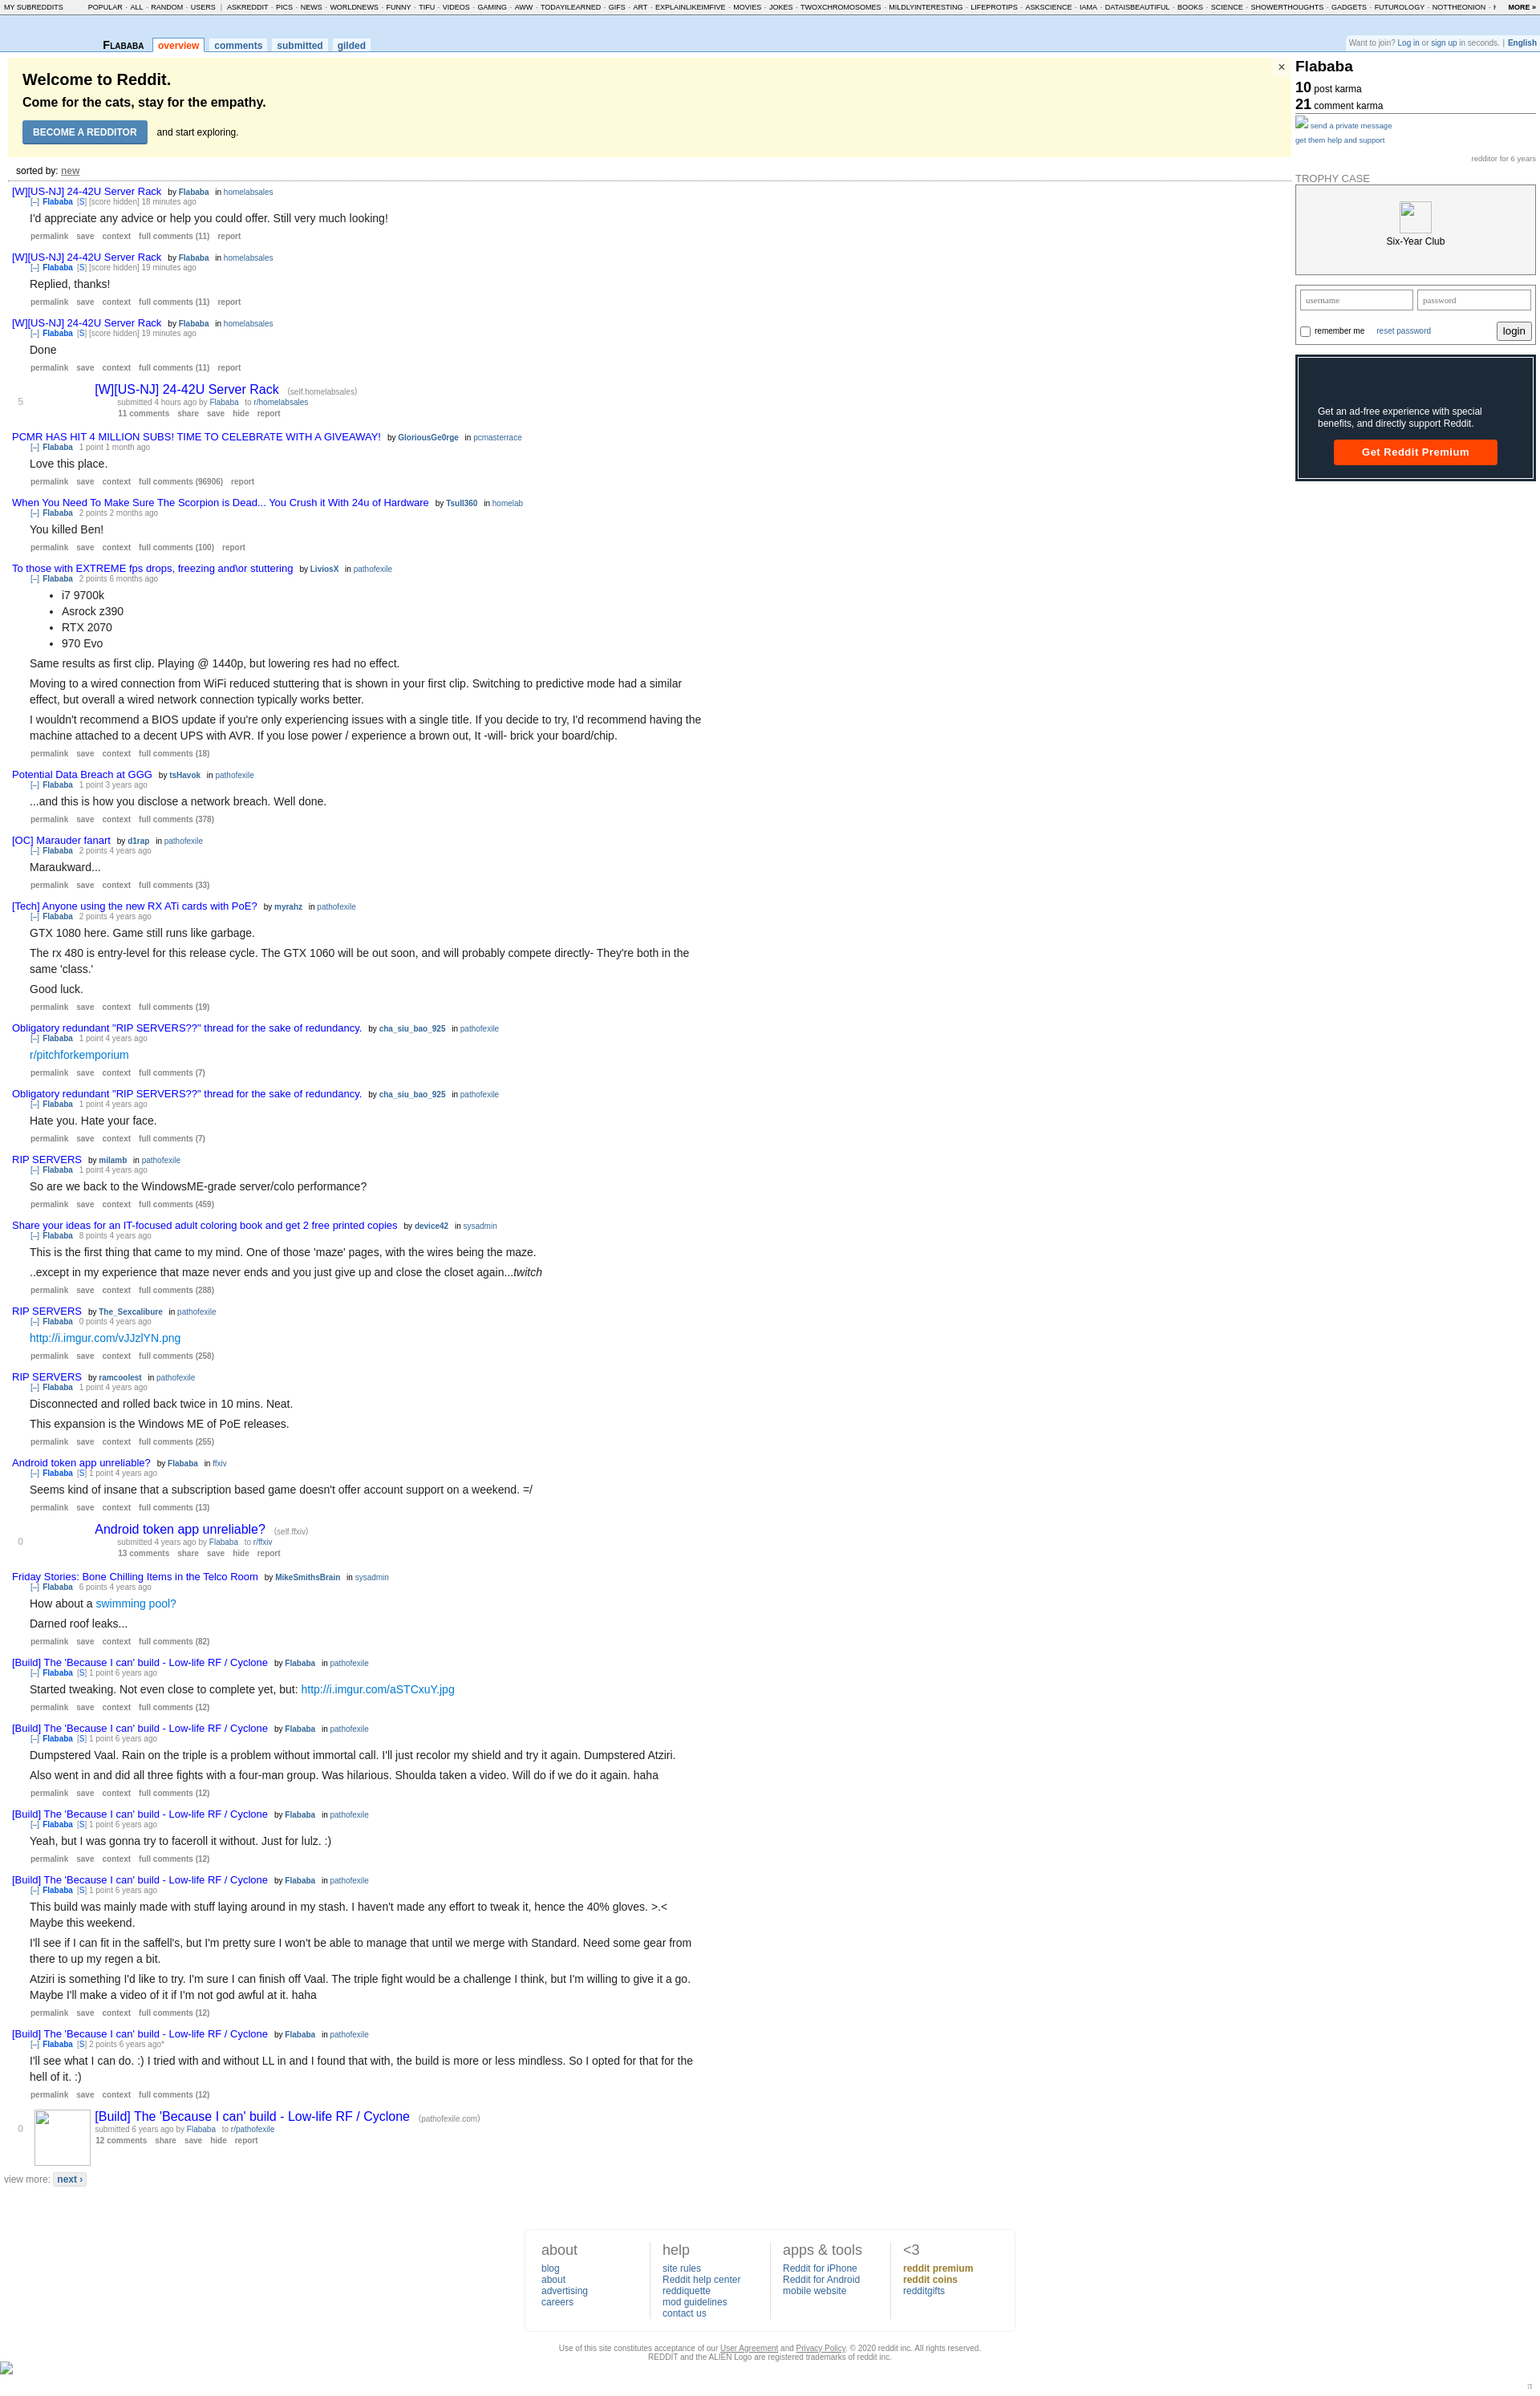 MY SUBREDDITS POPULAR - ALL - RANDOM - USERS | ASKREDDIT - PICS - NEWS - WORLDNEWS - FUNNY - TIFU - VIDEOS - GAMING - AWW - TODAYILEARNED - GIFS - ART - EXPLAINLIKEIMFIVE - MOVIES - JOKES - TWOXCHROMOSOMES - MILDLYINTERESTING - LIFEPROTIPS - ASKSCIENCE - IAMA - DATAISBEAUTIFUL - BOOKS - SCIENCE - SHOWERTHOUGHTS - GADGETS - FUTUROLOGY - NOTTHEONION - MORE »
Flababa overview comments submitted gilded
Want to join? Log in or sign up in seconds. | English
Welcome to Reddit.
Come for the cats, stay for the empathy.
BECOME A REDDITOR and start exploring.
×
Flababa
10 post karma
21 comment karma
send a private message
get them help and support
redditor for 6 years
TROPHY CASE
Six-Year Club
username password
remember me reset password login
Get an ad-free experience with special
benefits, and directly support Reddit.
Get Reddit Premium
sorted by: new
[W][US-NJ] 24-42U Server Rack by Flababa in homelabsales
[–] Flababa [S] [score hidden] 18 minutes ago
I'd appreciate any advice or help you could offer. Still very much looking!
permalink save context full comments (11) report
[W][US-NJ] 24-42U Server Rack by Flababa in homelabsales
[–] Flababa [S] [score hidden] 19 minutes ago
Replied, thanks!
permalink save context full comments (11) report
[W][US-NJ] 24-42U Server Rack by Flababa in homelabsales
[–] Flababa [S] [score hidden] 19 minutes ago
Done
permalink save context full comments (11) report
5
[W][US-NJ] 24-42U Server Rack (self.homelabsales)
submitted 4 hours ago by Flababa to r/homelabsales
11 comments share save hide report
PCMR HAS HIT 4 MILLION SUBS! TIME TO CELEBRATE WITH A GIVEAWAY! by GloriousGe0rge in pcmasterrace
[–] Flababa 1 point 1 month ago
Love this place.
permalink save context full comments (96906) report
When You Need To Make Sure The Scorpion is Dead... You Crush it With 24u of Hardware by Tsull360 in homelab
[–] Flababa 2 points 2 months ago
You killed Ben!
permalink save context full comments (100) report
To those with EXTREME fps drops, freezing and\or stuttering by LiviosX in pathofexile
[–] Flababa 2 points 6 months ago
• i7 9700k
• Asrock z390
• RTX 2070
• 970 Evo
Same results as first clip. Playing @ 1440p, but lowering res had no effect.
Moving to a wired connection from WiFi reduced stuttering that is shown in your first clip. Switching to predictive mode had a similar
effect, but overall a wired network connection typically works better.
I wouldn't recommend a BIOS update if you're only experiencing issues with a single title. If you decide to try, I'd recommend having the
machine attached to a decent UPS with AVR. If you lose power / experience a brown out, It -will- brick your board/chip.
permalink save context full comments (18)
Potential Data Breach at GGG by tsHavok in pathofexile
[–] Flababa 1 point 3 years ago
...and this is how you disclose a network breach. Well done.
permalink save context full comments (378)
[OC] Marauder fanart by d1rap in pathofexile
[–] Flababa 2 points 4 years ago
Maraukward...
permalink save context full comments (33)
[Tech] Anyone using the new RX ATi cards with PoE? by myrahz in pathofexile
[–] Flababa 2 points 4 years ago
GTX 1080 here. Game still runs like garbage.
The rx 480 is entry-level for this release cycle. The GTX 1060 will be out soon, and will probably compete directly- They're both in the
same 'class.'
Good luck.
permalink save context full comments (19)
Obligatory redundant "RIP SERVERS??" thread for the sake of redundancy. by cha_siu_bao_925 in pathofexile
[–] Flababa 1 point 4 years ago
r/pitchforkemporium
permalink save context full comments (7)
Obligatory redundant "RIP SERVERS??" thread for the sake of redundancy. by cha_siu_bao_925 in pathofexile
[–] Flababa 1 point 4 years ago
Hate you. Hate your face.
permalink save context full comments (7)
RIP SERVERS by milamb in pathofexile
[–] Flababa 1 point 4 years ago
So are we back to the WindowsME-grade server/colo performance?
permalink save context full comments (459)
Share your ideas for an IT-focused adult coloring book and get 2 free printed copies by device42 in sysadmin
[–] Flababa 8 points 4 years ago
This is the first thing that came to my mind. One of those 'maze' pages, with the wires being the maze.
..except in my experience that maze never ends and you just give up and close the closet again...twitch
permalink save context full comments (288)
RIP SERVERS by The_Sexcalibure in pathofexile
[–] Flababa 0 points 4 years ago
http://i.imgur.com/vJJzlYN.png
permalink save context full comments (258)
RIP SERVERS by ramcoolest in pathofexile
[–] Flababa 1 point 4 years ago
Disconnected and rolled back twice in 10 mins. Neat.
This expansion is the Windows ME of PoE releases.
permalink save context full comments (255)
Android token app unreliable? by Flababa in ffxiv
[–] Flababa [S] 1 point 4 years ago
Seems kind of insane that a subscription based game doesn't offer account support on a weekend. =/
permalink save context full comments (13)
0
Android token app unreliable? (self.ffxiv)
submitted 4 years ago by Flababa to r/ffxiv
13 comments share save hide report
Friday Stories: Bone Chilling Items in the Telco Room by MikeSmithsBrain in sysadmin
[–] Flababa 6 points 4 years ago
How about a swimming pool?
Darned roof leaks...
permalink save context full comments (82)
[Build] The 'Because I can' build - Low-life RF / Cyclone by Flababa in pathofexile
[–] Flababa [S] 1 point 6 years ago
Started tweaking. Not even close to complete yet, but: http://i.imgur.com/aSTCxuY.jpg
permalink save context full comments (12)
[Build] The 'Because I can' build - Low-life RF / Cyclone by Flababa in pathofexile
[–] Flababa [S] 1 point 6 years ago
Dumpstered Vaal. Rain on the triple is a problem without immortal call. I'll just recolor my shield and try it again. Dumpstered Atziri.
Also went in and did all three fights with a four-man group. Was hilarious. Shoulda taken a video. Will do if we do it again. haha
permalink save context full comments (12)
[Build] The 'Because I can' build - Low-life RF / Cyclone by Flababa in pathofexile
[–] Flababa [S] 1 point 6 years ago
Yeah, but I was gonna try to faceroll it without. Just for lulz. :)
permalink save context full comments (12)
[Build] The 'Because I can' build - Low-life RF / Cyclone by Flababa in pathofexile
[–] Flababa [S] 1 point 6 years ago
This build was mainly made with stuff laying around in my stash. I haven't made any effort to tweak it, hence the 40% gloves. >.<
Maybe this weekend.
I'll see if I can fit in the saffell's, but I'm pretty sure I won't be able to manage that until we merge with Standard. Need some gear from
there to up my regen a bit.
Atziri is something I'd like to try. I'm sure I can finish off Vaal. The triple fight would be a challenge I think, but I'm willing to give it a go.
Maybe I'll make a video of it if I'm not god awful at it. haha
permalink save context full comments (12)
[Build] The 'Because I can' build - Low-life RF / Cyclone by Flababa in pathofexile
[–] Flababa [S] 2 points 6 years ago*
I'll see what I can do. :) I tried with and without LL in and I found that with, the build is more or less mindless. So I opted for that for the
hell of it. :)
permalink save context full comments (12)
0
[Build] The 'Because I can' build - Low-life RF / Cyclone (pathofexile.com)
submitted 6 years ago by Flababa to r/pathofexile
12 comments share save hide report
view more: next ›
about
blog
about
advertising
careers
help
site rules
Reddit help center
reddiquette
mod guidelines
contact us
apps & tools
Reddit for iPhone
Reddit for Android
mobile website
<3
reddit premium
reddit coins
redditgifts
Use of this site constitutes acceptance of our User Agreement and Privacy Policy. © 2020 reddit inc. All rights reserved.
REDDIT and the ALIEN Logo are registered trademarks of reddit inc.
π